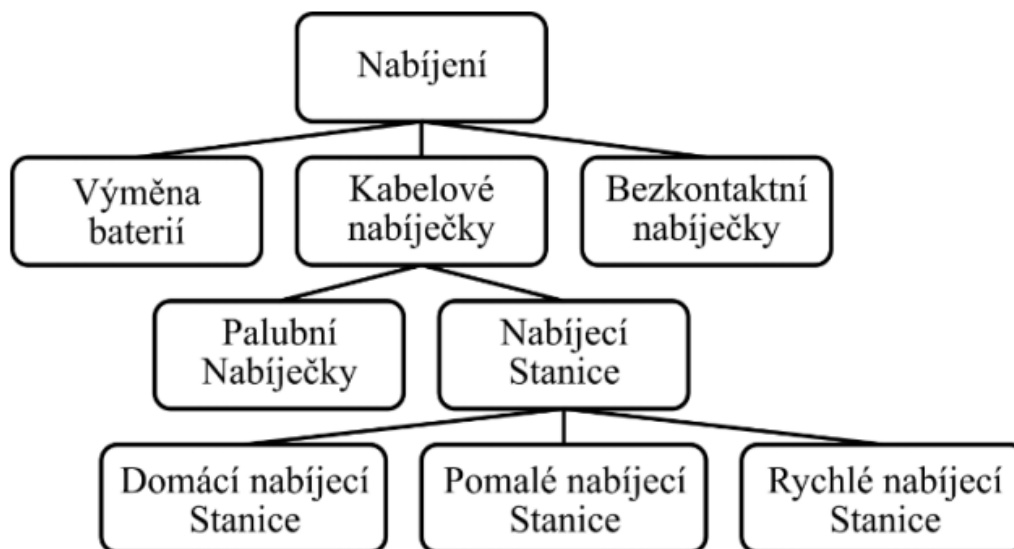 Nabíjení
Výměna
baterií
Kabelové
nabíječky
Bezkontaktní
nabíječky
Palubní
Nabíječky
Nabíjecí
Stanice
Domácí nabíjecí
Stanice
Pomalé nabíjecí
Stanice
Rychlé nabíjecí
Stanice